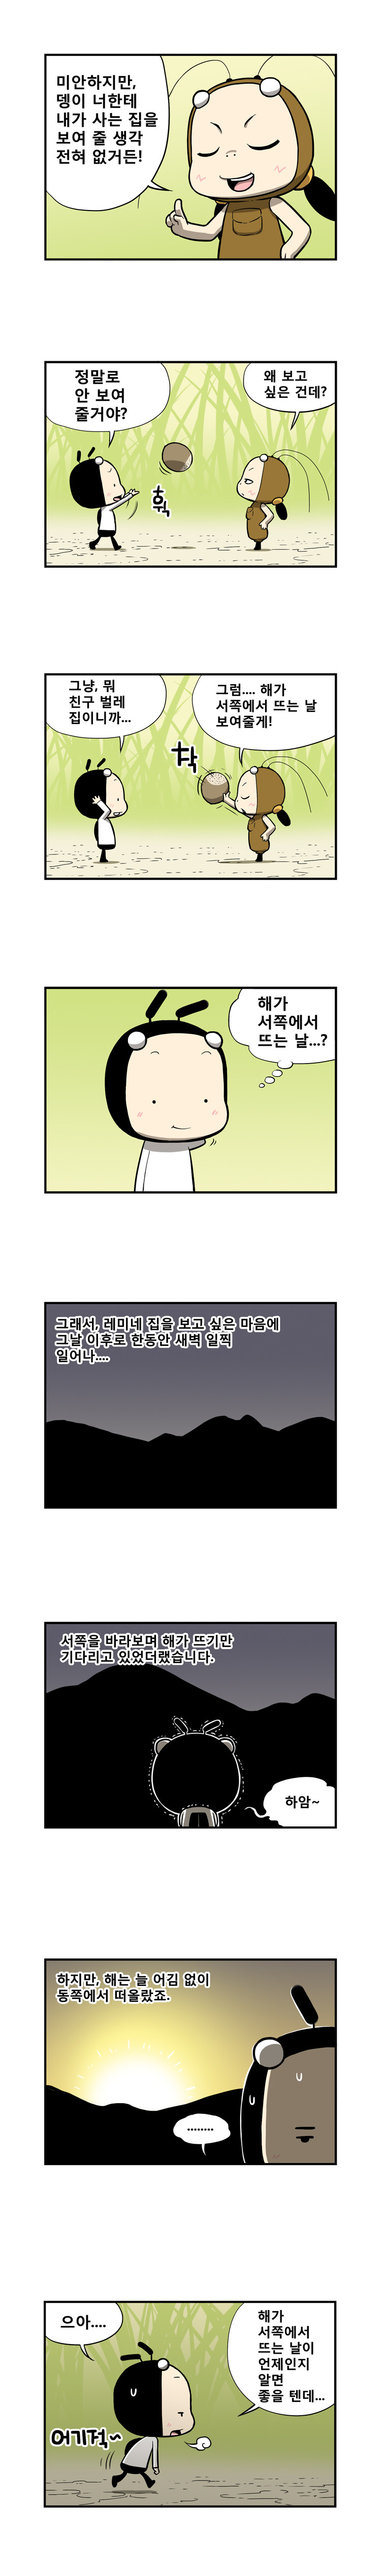 미안하지만,
뎅이 너한테
내가 사는 집을
보여 줄 생각
전혀 없거든!
정말로
안 보여
줄거야?
왜 보고
싶은 건데?
훅
그냥, 뭐
친구 벌레
집이니까...
그럼.... 해가
서쪽에서 뜨는 날
보여줄게!
탁
해가
서쪽에서
뜨는 날...?
그래서, 레미네 집을 보고 싶은 마음에
그날 이후로 한동안 새벽 일찍
일어나....
서쪽을 바라보며 해가 뜨기만
기다리고 있었더랬습니다.
하암~
하지만, 해는 늘 어김 없이
동쪽에서 떠올랐죠.
........
으아....
해가
서쪽에서
뜨는 날이
언제인지
알면
좋을 텐데...
어기적~